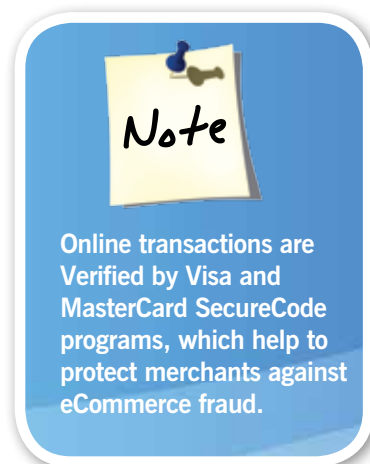 Note
Online transactions are
Verified by Visa and
MasterCard SecureCode
programs, which help to
protect merchants against
eCommerce fraud.